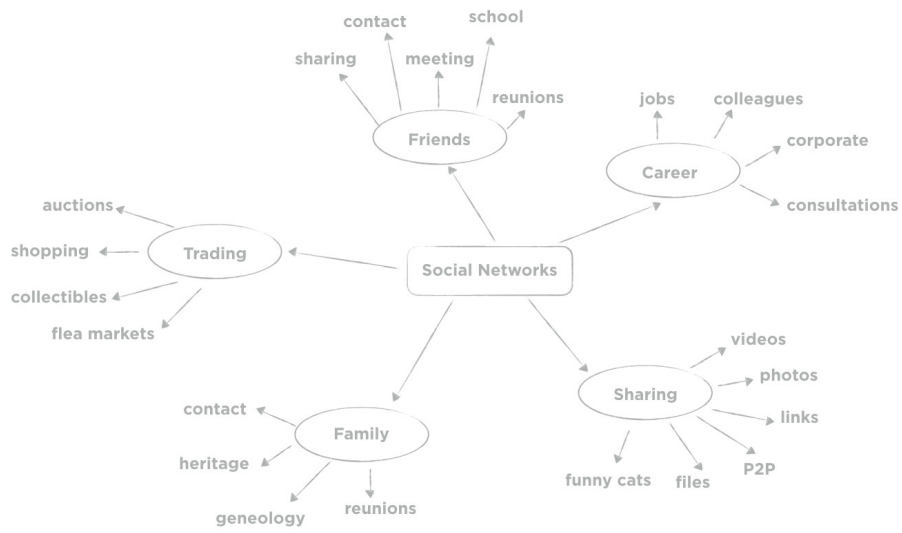 school
contact
sharing
meeting
reunions
Friends
jobs
colleagues
corporate
Career
consultations
auctions
shopping
Trading
collectibles
flea markets
Social Networks
videos
photos
Sharing
links
P2P
files
funny cats
contact
Family
heritage
geneology
reunions